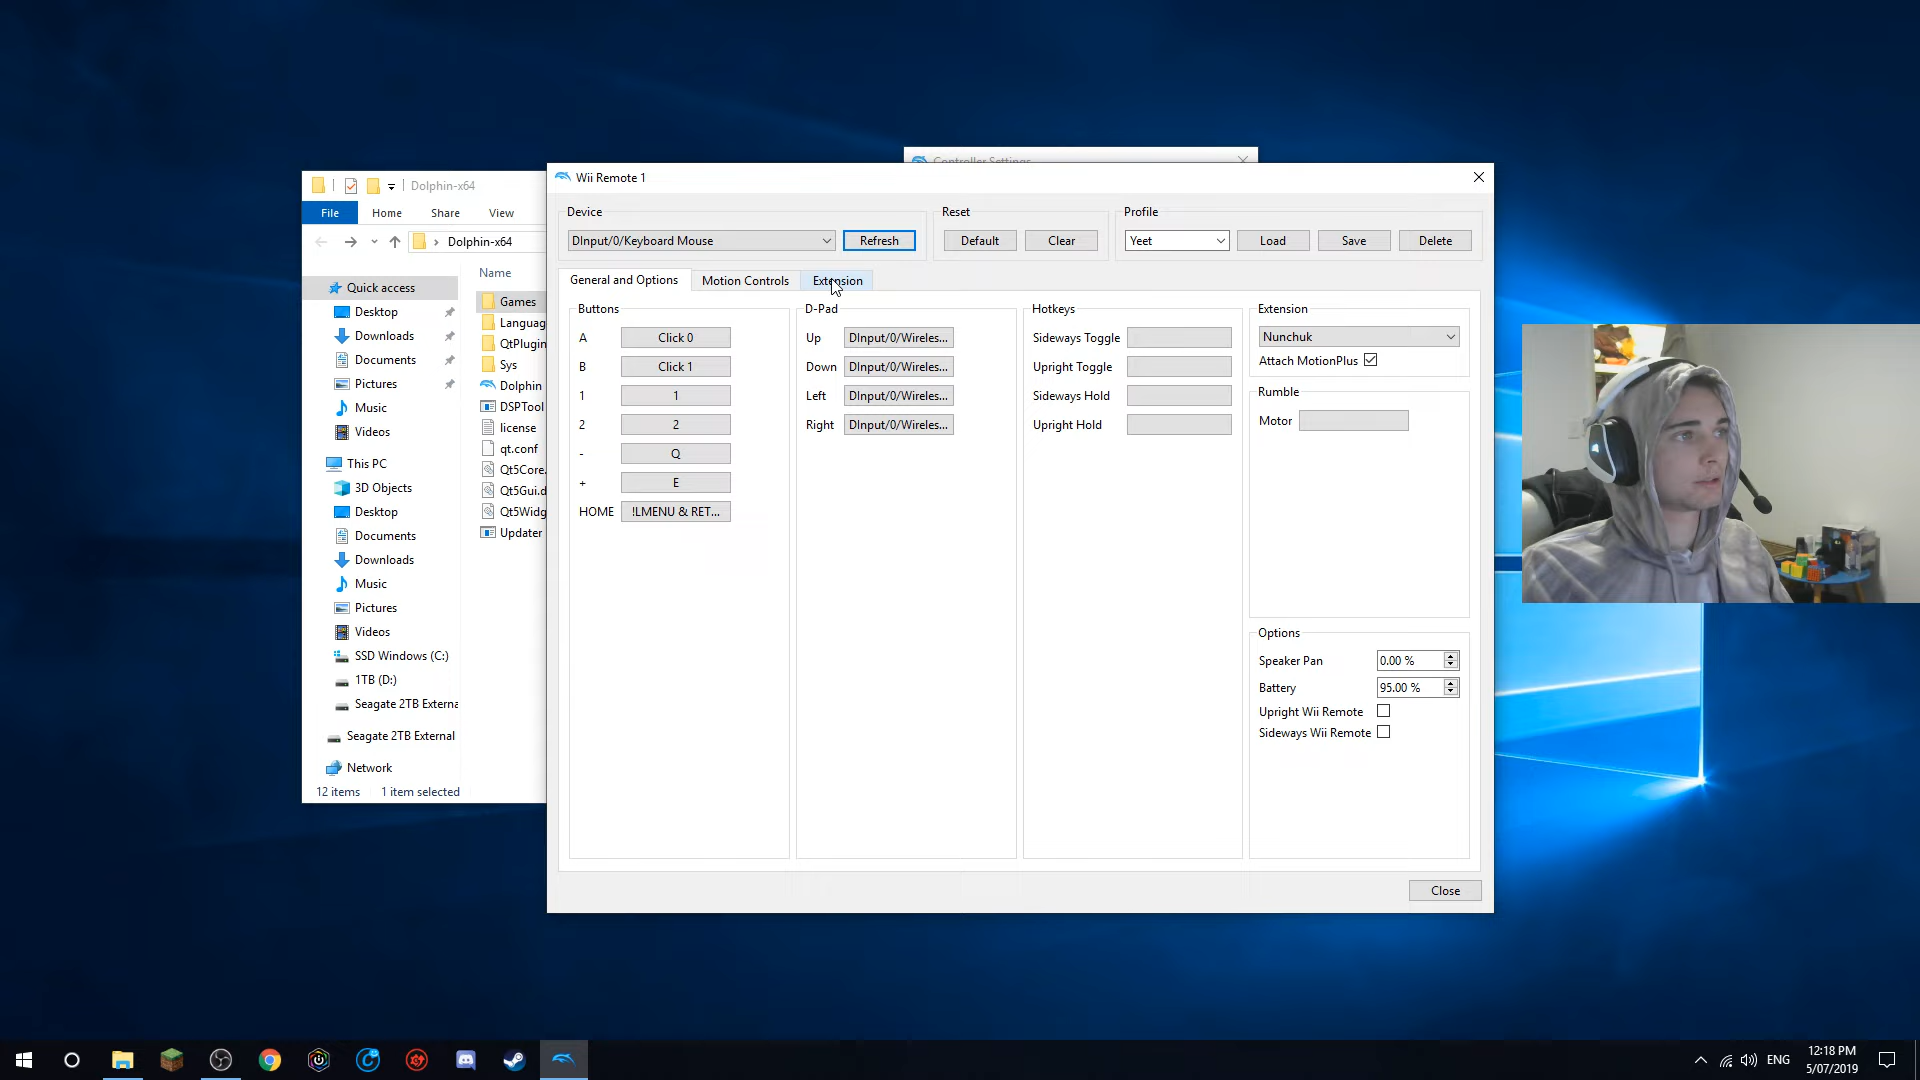 Controller Settings
Dolphin-x64
File Home Share View
Dolphin-x64
Name
Quick access
Desktop
Downloads
Documents
Pictures
Music
Videos
This PC
3D Objects
Desktop
Documents
Downloads
Music
Pictures
Videos
SSD Windows (C:)
1TB (D:)
Seagate 2TB Externa
Seagate 2TB External
Network
Games
Languag
QtPlugin
Sys
Dolphin
DSPTool
license
qt.conf
Qt5Core.
Qt5Gui.d
Qt5Widg
Updater
12 items 1 item selected
Wii Remote 1
Device
DInput/0/Keyboard Mouse Refresh
Reset
Default Clear
Profile
Yeet Load Save Delete
General and Options Motion Controls Extension
Buttons
A Click 0
B Click 1
1 1
2 2
- Q
+ E
HOME !LMENU & RET...
D-Pad
Up DInput/0/Wireles...
Down DInput/0/Wireles...
Left DInput/0/Wireles...
Right DInput/0/Wireles...
Hotkeys
Sideways Toggle
Upright Toggle
Sideways Hold
Upright Hold
Extension
Nunchuk
Attach MotionPlus
Rumble
Motor
Options
Speaker Pan 0.00 %
Battery 95.00 %
Upright Wii Remote
Sideways Wii Remote
Close
ENG
12:18 PM
5/07/2019